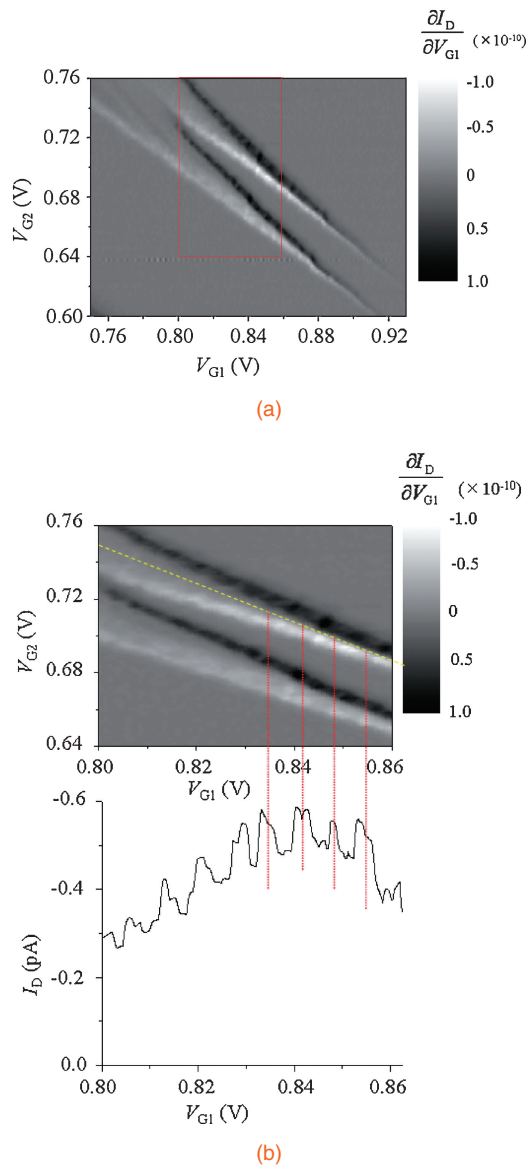 ∂I_D
∂V_G1
(×10⁻¹⁰)
-1.0
-0.5
0
0.5
1.0
V_G2 (V)
0.76
0.72
0.68
0.64
0.60
0.76 0.80 0.84 0.88 0.92
V_G1 (V)
(a)
∂I_D
∂V_G1
(×10⁻¹⁰)
-1.0
-0.5
0
0.5
1.0
V_G2 (V)
0.76
0.72
0.68
0.64
0.80 0.82 0.84 0.86
V_G1 (V)
I_D (pA)
-0.6
-0.4
-0.2
0.0
0.80 0.82 0.84 0.86
V_G1 (V)
(b)